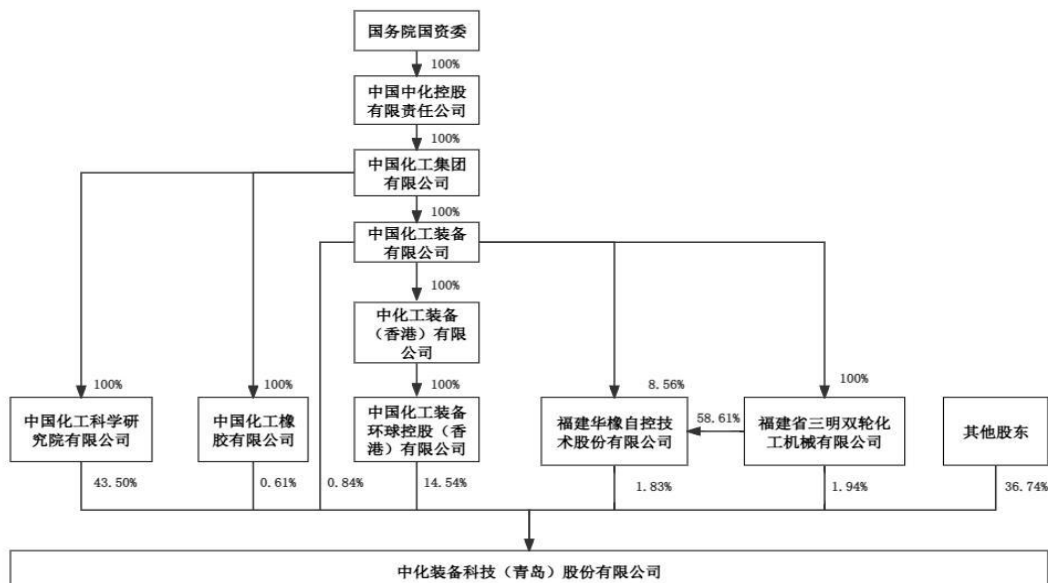 国务院国资委
100%
中国中化控股
有限责任公司
100%
中国化工集团
有限公司
100%
中国化工装备
有限公司
100%
中化工装备
（香港）有限
公司
100%
100%
100%
8.56%
100%
中国化工科学研
究院有限公司
中国化工橡
胶有限公司
中国化工装备
环球控股（香
港）有限公司
福建华橡自控技
术股份有限公司
58.61%
福建省三明双轮化
工机械有限公司
其他股东
43.50%
0.61%
0.84%
14.54%
1.83%
1.94%
36.74%
中化装备科技（青岛）股份有限公司